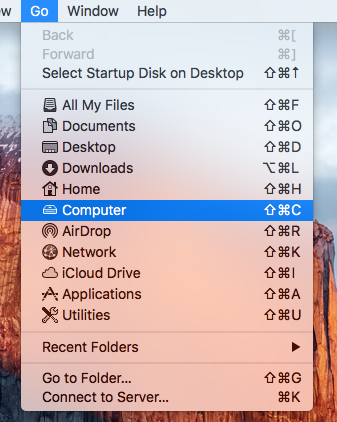 Go Window Help
Back ⌘[
Forward ⌘]
Select Startup Disk on Desktop ⇧⌘↑
All My Files ⇧⌘F
Documents ⇧⌘O
Desktop ⇧⌘D
Downloads ⌥⌘L
Home ⇧⌘H
Computer ⇧⌘C
AirDrop ⇧⌘R
Network ⇧⌘K
iCloud Drive ⇧⌘I
Applications ⇧⌘A
Utilities ⇧⌘U
Recent Folders ▶
Go to Folder... ⇧⌘G
Connect to Server... ⌘K